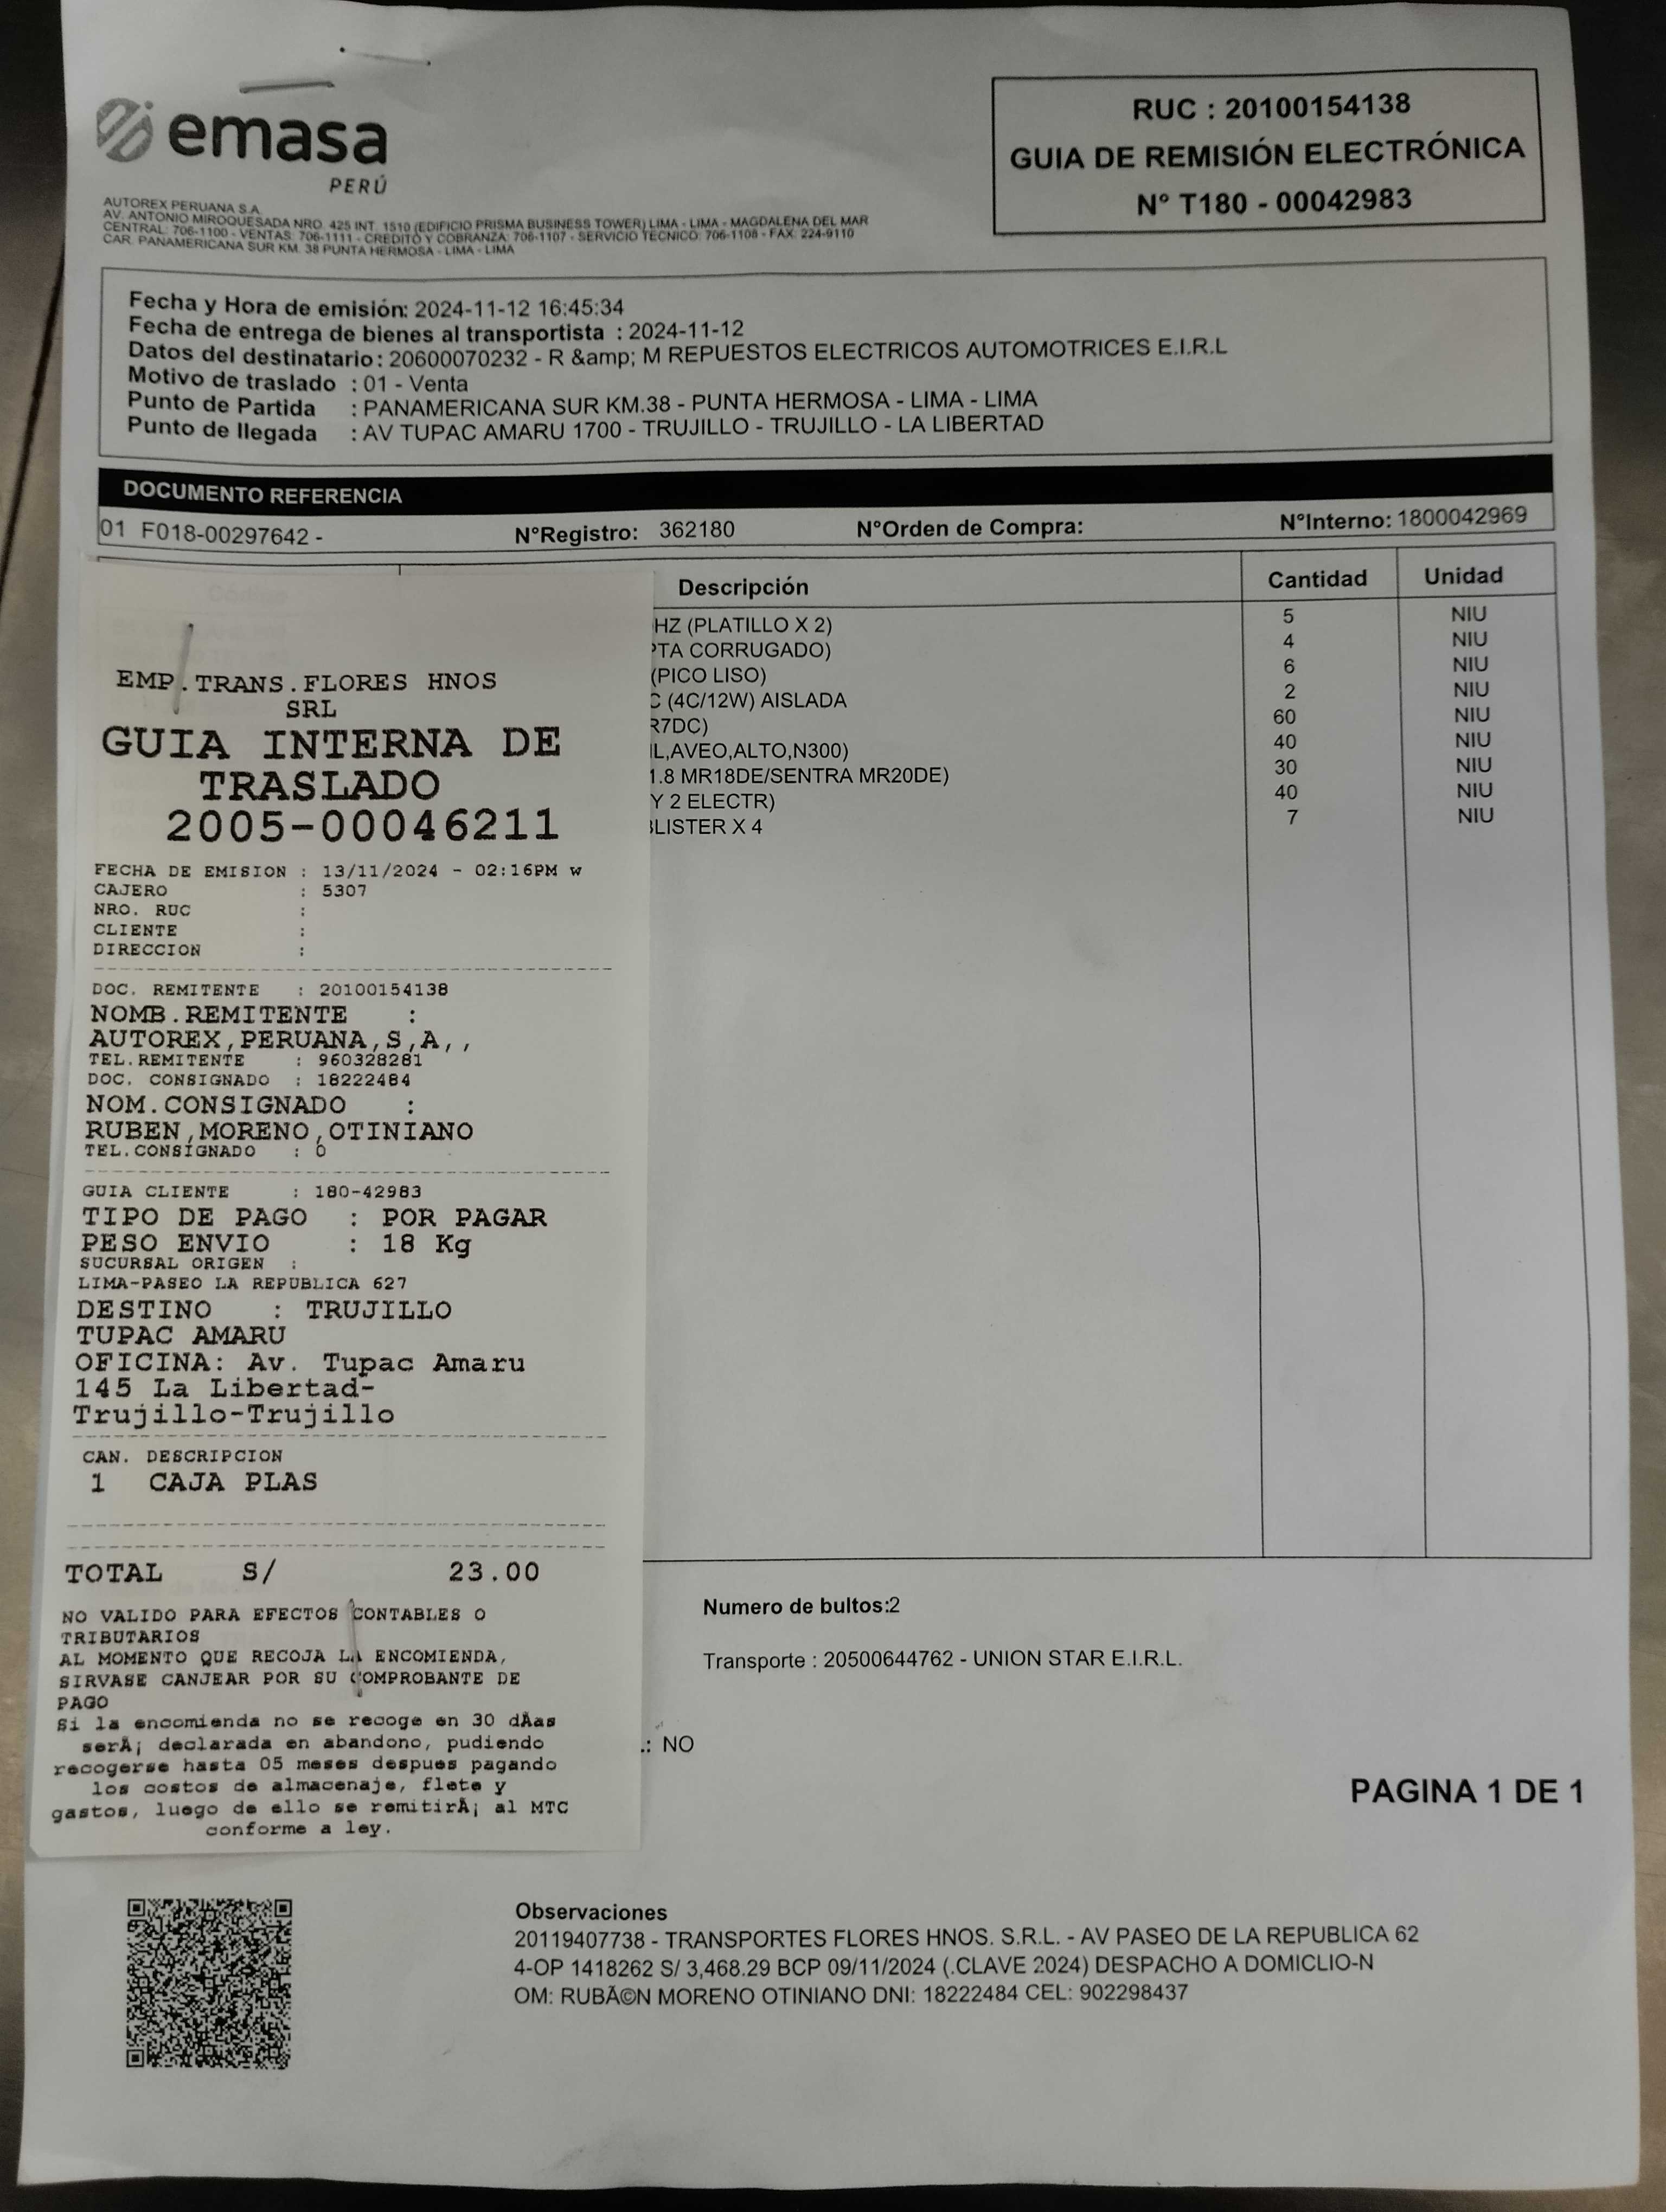 emasa
PERÚ
AUTOREX PERUANA S.A.
AV. ANTONIO MIROQUESADA NRO. 425 INT. 1510 (EDIFICIO PRISMA BUSINESS TOWER) LIMA - LIMA - MAGDALENA DEL MAR
CENTRAL: 706-1100 - VENTAS: 706-1111 - CREDITO Y COBRANZA: 706-1107 - SERVICIO TECNICO: 706-1108 - FAX: 224-9110
CAR. PANAMERICANA SUR KM. 38 PUNTA HERMOSA - LIMA - LIMA
RUC : 20100154138
GUIA DE REMISIÓN ELECTRÓNICA
N° T180 - 00042983
Fecha y Hora de emisión: 2024-11-12 16:45:34
Fecha de entrega de bienes al transportista : 2024-11-12
Datos del destinatario : 20600070232 - R &amp; M REPUESTOS ELECTRICOS AUTOMOTRICES E.I.R.L
Motivo de traslado : 01 - Venta
Punto de Partida : PANAMERICANA SUR KM.38 - PUNTA HERMOSA - LIMA - LIMA
Punto de llegada : AV TUPAC AMARU 1700 - TRUJILLO - TRUJILLO - LA LIBERTAD
DOCUMENTO REFERENCIA
01 F018-00297642 - N°Registro: 362180 N°Orden de Compra: N°Interno: 1800042969
Descripción Cantidad Unidad
HZ (PLATILLO X 2) 5 NIU
PTA CORRUGADO) 4 NIU
(PICO LISO) 6 NIU
C (4C/12W) AISLADA 2 NIU
R7DC) 60 NIU
IL,AVEO,ALTO,N300) 40 NIU
1.8 MR18DE/SENTRA MR20DE) 30 NIU
Y 2 ELECTR) 40 NIU
BLISTER X 4 7 NIU
EMP.TRANS.FLORES HNOS
SRL
GUIA INTERNA DE
TRASLADO
2005-00046211
FECHA DE EMISION : 13/11/2024 - 02:16PM w
CAJERO : 5307
NRO. RUC :
CLIENTE :
DIRECCION :
DOC. REMITENTE : 20100154138
NOMB.REMITENTE :
AUTOREX,PERUANA,S,A,,
TEL.REMITENTE : 960328281
DOC. CONSIGNADO : 18222484
NOM.CONSIGNADO :
RUBEN,MORENO,OTINIANO
TEL.CONSIGNADO : 0
GUIA CLIENTE : 180-42983
TIPO DE PAGO : POR PAGAR
PESO ENVIO : 18 Kg
SUCURSAL ORIGEN :
LIMA-PASEO LA REPUBLICA 627
DESTINO : TRUJILLO
TUPAC AMARU
OFICINA: Av. Tupac Amaru
145 La Libertad-
Trujillo-Trujillo
CAN. DESCRIPCION
1 CAJA PLAS
TOTAL S/ 23.00
NO VALIDO PARA EFECTOS CONTABLES O
TRIBUTARIOS
AL MOMENTO QUE RECOJA LA ENCOMIENDA,
SIRVASE CANJEAR POR SU COMPROBANTE DE
PAGO
Si la encomienda no se recoge en 30 dÃas
serÃ¡ declarada en abandono, pudiendo
recogerse hasta 05 meses despues pagando
los costos de almacenaje, flete y
gastos, luego de ello se remitirÃ¡ al MTC
conforme a ley.
Numero de bultos:2
Transporte : 20500644762 - UNION STAR E.I.R.L.
.: NO
PAGINA 1 DE 1
Observaciones
20119407738 - TRANSPORTES FLORES HNOS. S.R.L. - AV PASEO DE LA REPUBLICA 62
4-OP 1418262 S/ 3,468.29 BCP 09/11/2024 (.CLAVE 2024) DESPACHO A DOMICLIO-N
OM: RUBÃ©N MORENO OTINIANO DNI: 18222484 CEL: 902298437